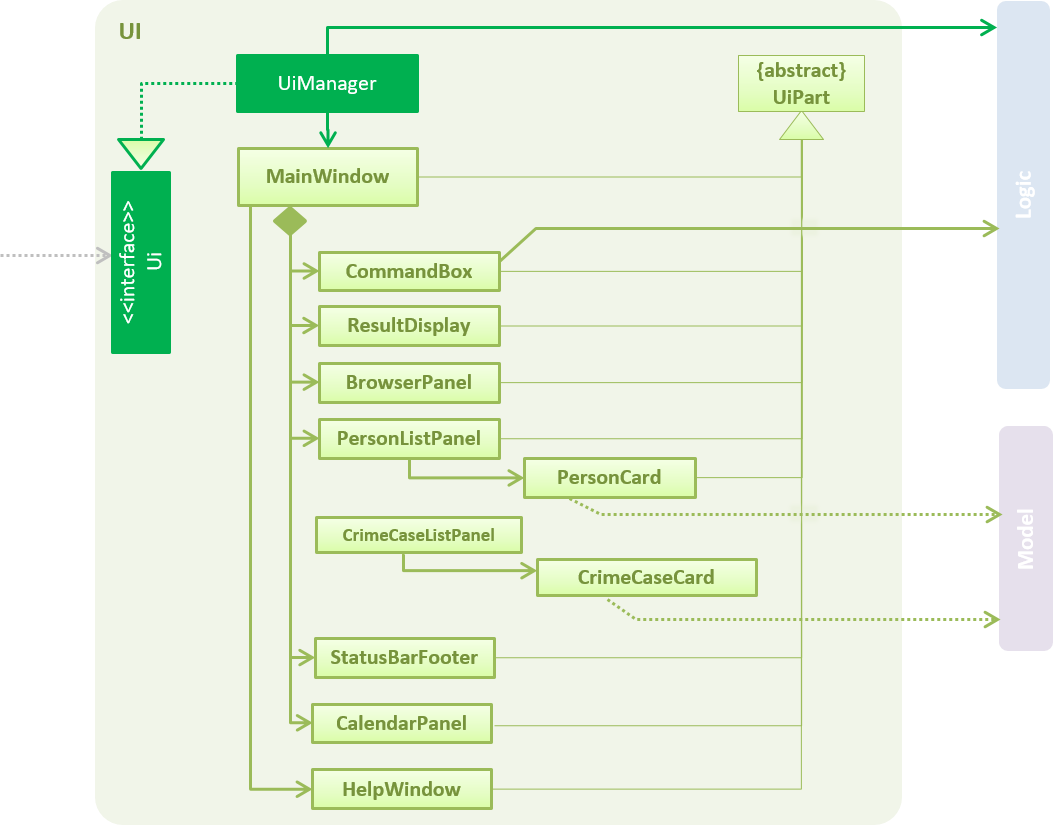 UI
UiManager
{abstract}
UiPart
MainWindow
<<interface>>
Ui
Logic
CommandBox
ResultDisplay
BrowserPanel
PersonListPanel
PersonCard
CrimeCaseListPanel
CrimeCaseCard
Model
StatusBarFooter
CalendarPanel
HelpWindow